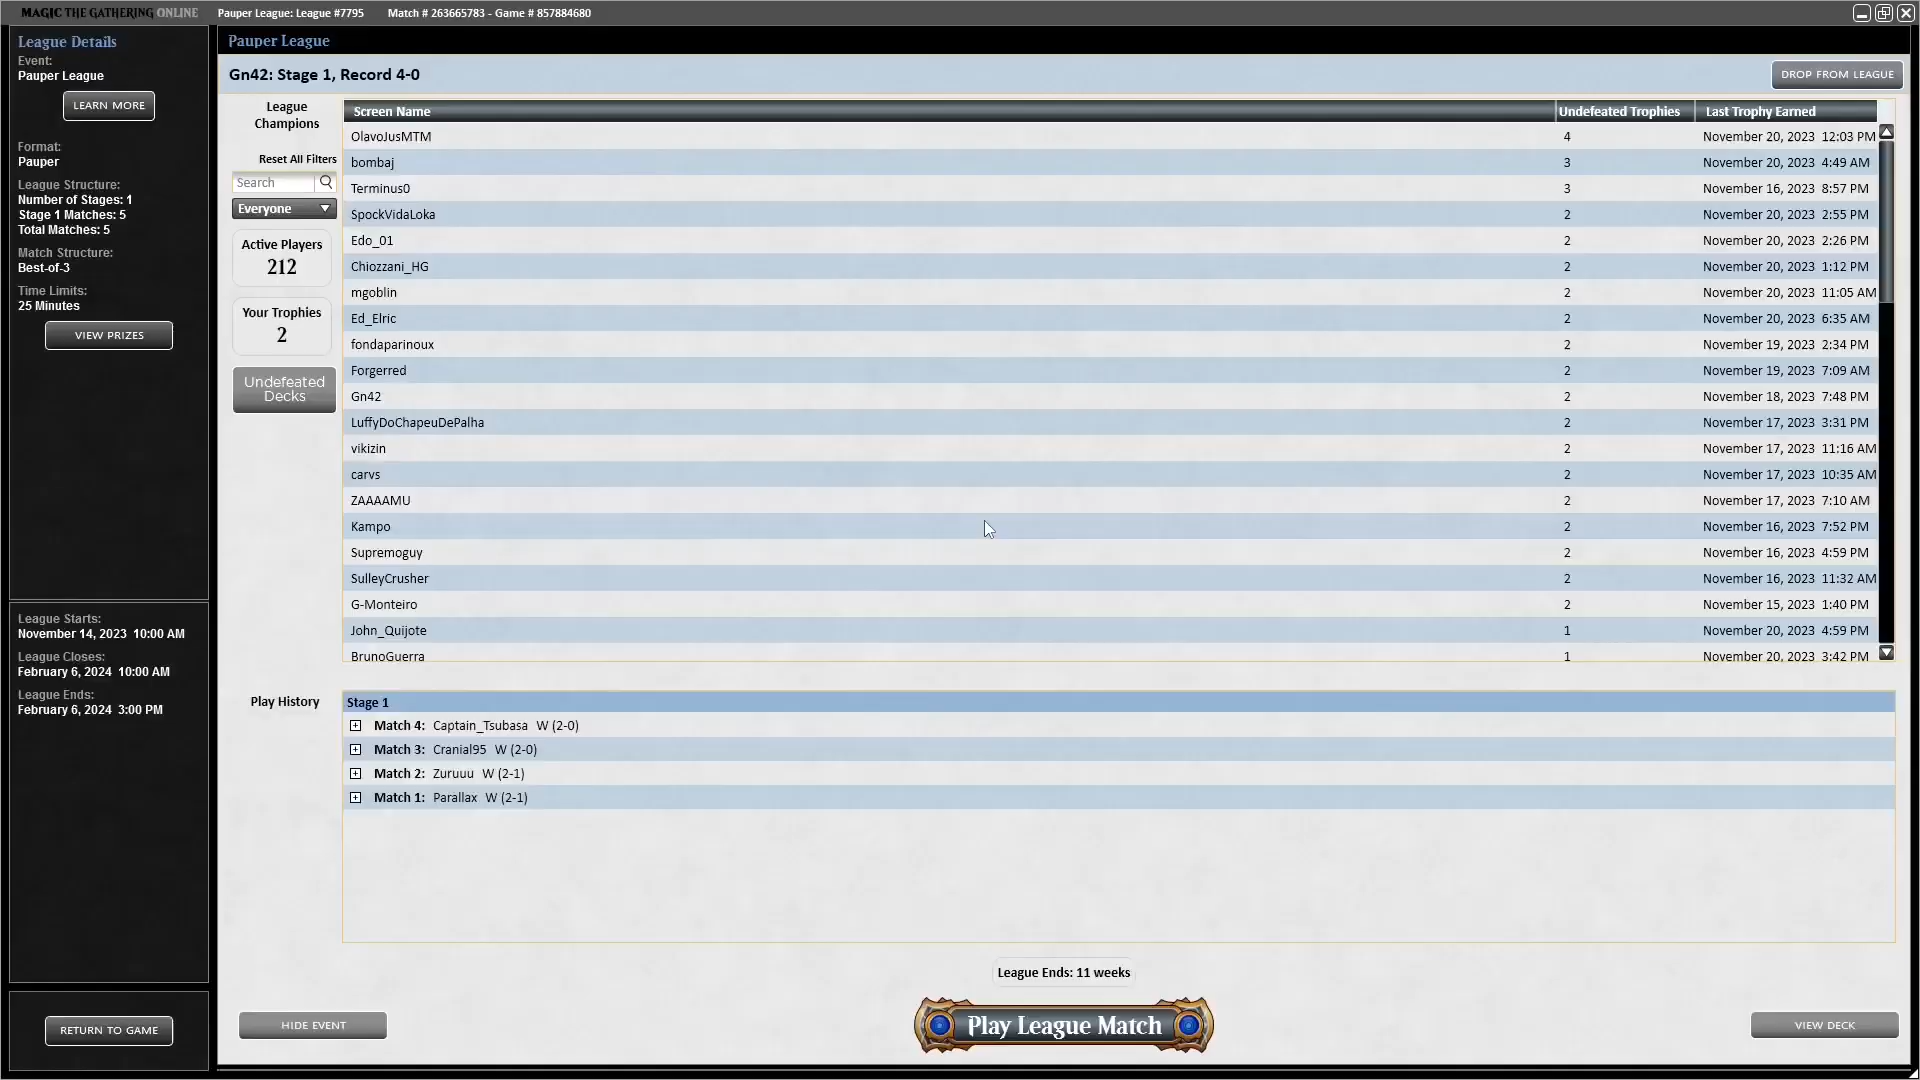 MAGIC THE GATHERING ONLINE Pauper League: League #7795 Match # 263665783 - Game # 857884680
League Details
Event:
Pauper League
LEARN MORE
Format:
Pauper
League Structure:
Number of Stages: 1
Stage 1 Matches: 5
Total Matches: 5
Match Structure:
Best-of-3
Time Limits:
25 Minutes
VIEW PRIZES
League Starts:
November 14, 2023 10:00 AM
League Closes:
February 6, 2024 10:00 AM
League Ends:
February 6, 2024 3:00 PM
RETURN TO GAME
Pauper League
Gn42: Stage 1, Record 4-0
DROP FROM LEAGUE
League
Champions
Reset All Filters
Search
Everyone
Active Players
212
Your Trophies
2
Undefeated
Decks
Screen Name Undefeated Trophies Last Trophy Earned
OlavoJusMTM 4 November 20, 2023 12:03 PM
bombaj 3 November 20, 2023 4:49 AM
Terminus0 3 November 16, 2023 8:57 PM
SpockVidaLoka 2 November 20, 2023 2:55 PM
Edo_01 2 November 20, 2023 2:26 PM
Chiozzani_HG 2 November 20, 2023 1:12 PM
mgoblin 2 November 20, 2023 11:05 AM
Ed_Elric 2 November 20, 2023 6:35 AM
fondaparinoux 2 November 19, 2023 2:34 PM
Forgerred 2 November 19, 2023 7:09 AM
Gn42 2 November 18, 2023 7:48 PM
LuffyDoChapeuDePalha 2 November 17, 2023 3:31 PM
vikizin 2 November 17, 2023 11:16 AM
carvs 2 November 17, 2023 10:35 AM
ZAAAAMU 2 November 17, 2023 7:10 AM
Kampo 2 November 16, 2023 7:52 PM
Supremoguy 2 November 16, 2023 4:59 PM
SulleyCrusher 2 November 16, 2023 11:32 AM
G-Monteiro 2 November 15, 2023 1:40 PM
John_Quijote 1 November 20, 2023 4:59 PM
BrunoGuerra 1 November 20, 2023 3:42 PM
Play History
Stage 1
Match 4: Captain_Tsubasa W (2-0)
Match 3: Cranial95 W (2-0)
Match 2: Zuruuu W (2-1)
Match 1: Parallax W (2-1)
League Ends: 11 weeks
HIDE EVENT
Play League Match
VIEW DECK